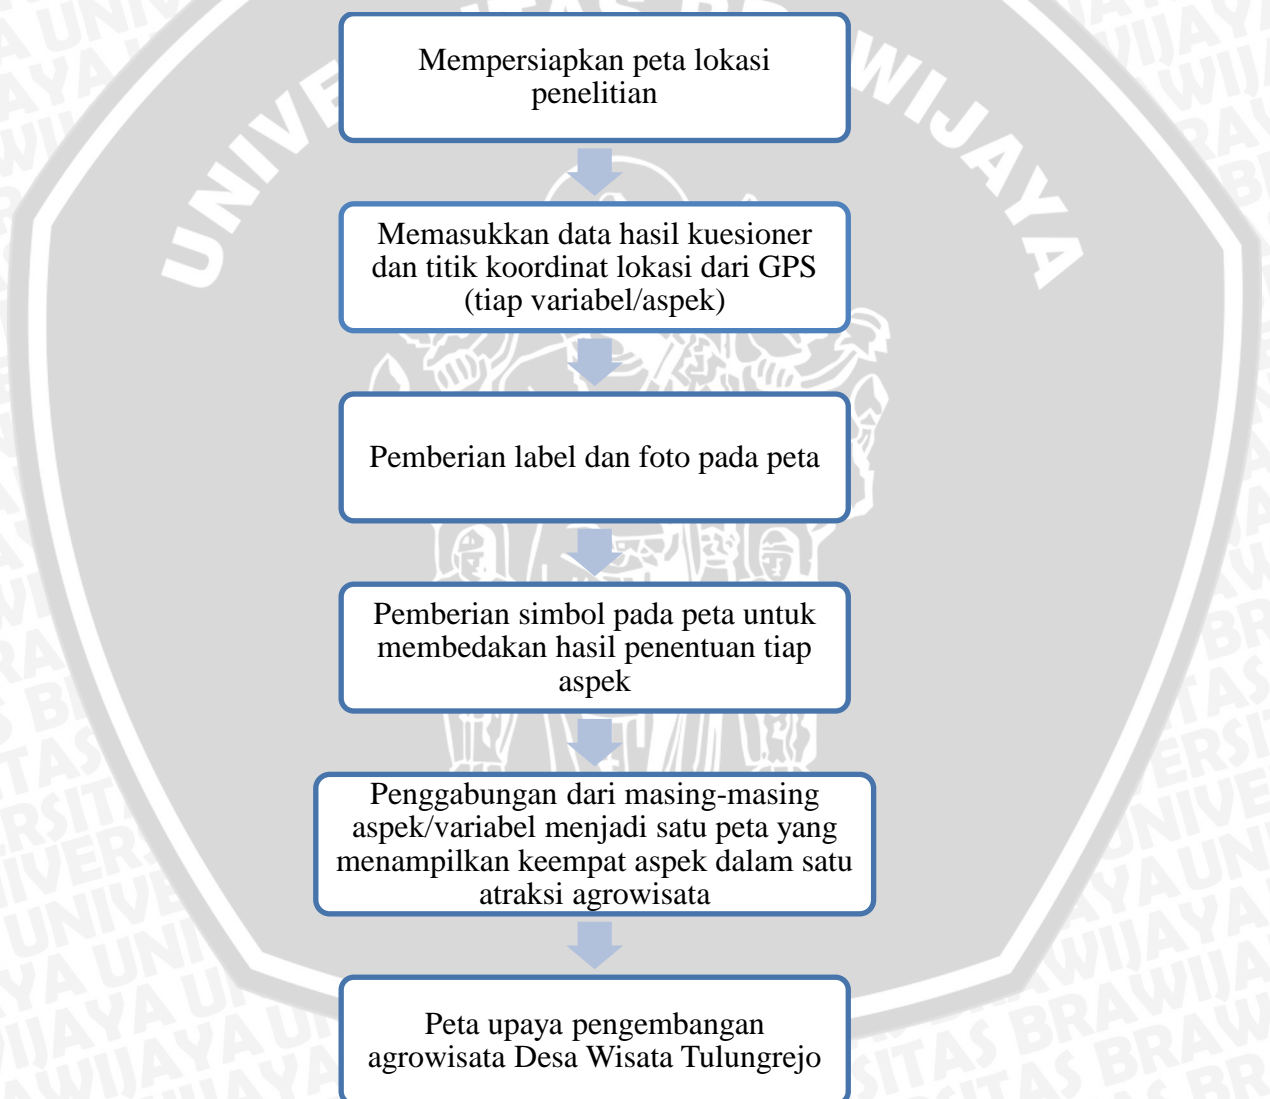 UNIVERSITAS BRAWIJAYA
Mempersiapkan peta lokasi
penelitian
Memasukkan data hasil kuesioner
dan titik koordinat lokasi dari GPS
(tiap variabel/aspek)
Pemberian label dan foto pada peta
Pemberian simbol pada peta untuk
membedakan hasil penentuan tiap
aspek
Penggabungan dari masing-masing
aspek/variabel menjadi satu peta yang
menampilkan keempat aspek dalam satu
atraksi agrowisata
Peta upaya pengembangan
agrowisata Desa Wisata Tulungrejo